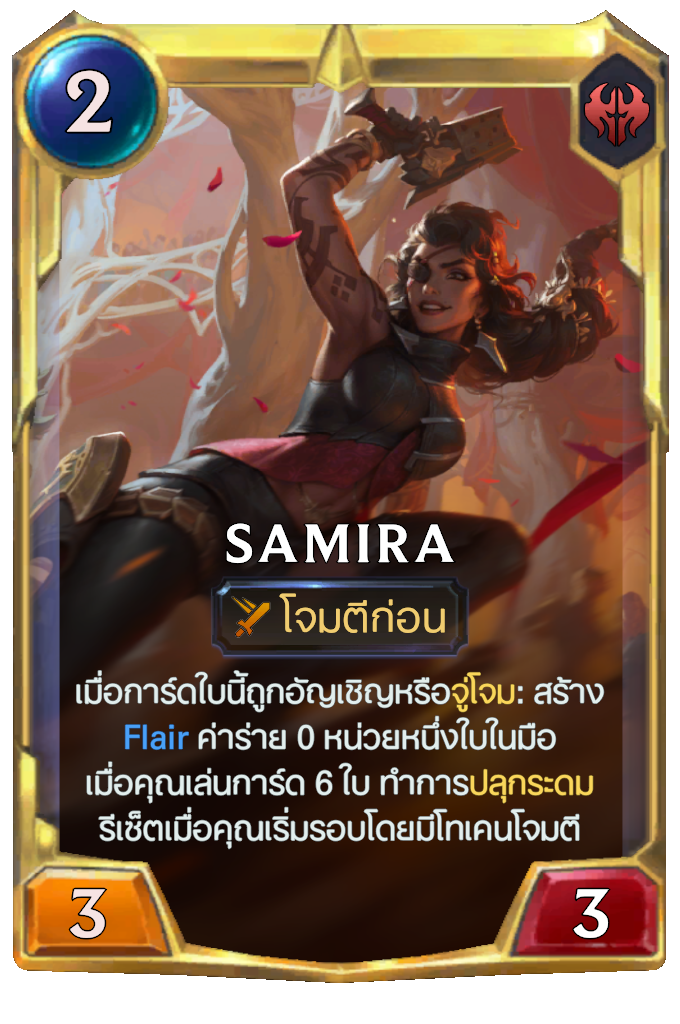 2
SAMIRA
โจมตีก่อน
เมื่อการ์ดใบนี้ถูกอัญเชิญหรือจู่โจม: สร้าง
Flair ค่าร่าย 0 หน่วยหนึ่งใบในมือ
เมื่อคุณเล่นการ์ด 6 ใบ ทำการปลุกระดม
รีเซ็ตเมื่อคุณเริ่มรอบโดยมีโทเคนโจมตี
3 3